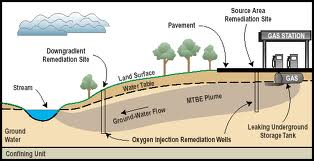 Source Area
Remediation Site
Pavement
GAS STATION
Downgradient
Remediation Site
Land Surface
Water Table
Stream
MTBE Plume
GAS
Ground-Water Flow
Ground
Water
Oxygen Injection Remediation Wells
Leaking Underground
Storage Tank
Confining Unit